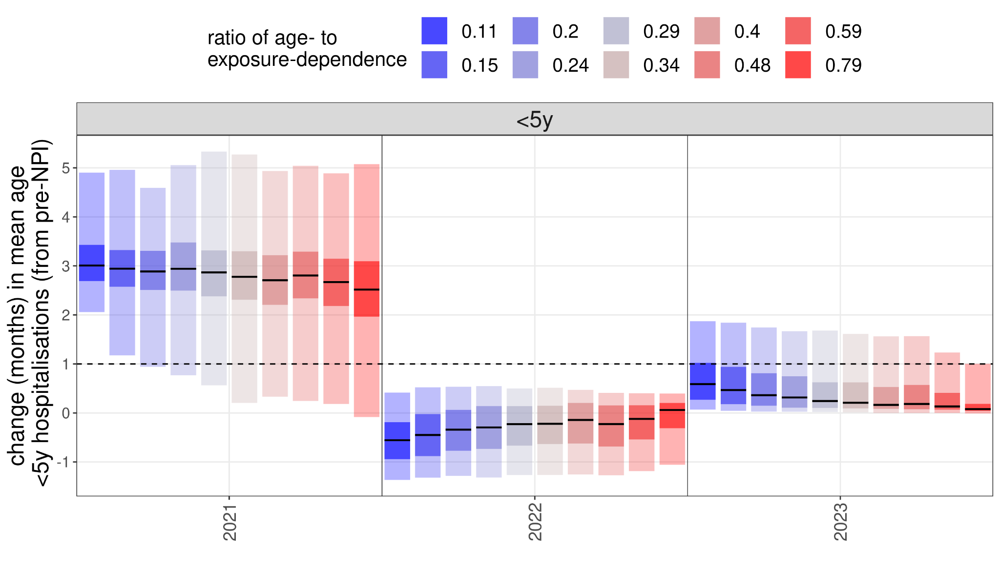 ratio of age- to
exposure-dependence
0.11 0.2 0.29 0.4 0.59
0.15 0.24 0.34 0.48 0.79
<5y
change (months) in mean age
<5y hospitalisations (from pre-NPI)
5
4
3
2
1
0
-1
2021 2022 2023